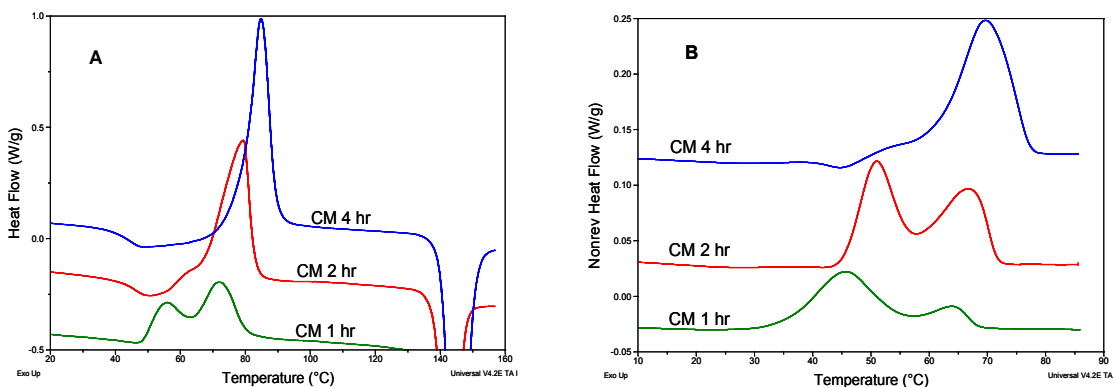 A
1.0
0.5
0.0
-0.5
Heat Flow (W/g)
CM 4 hr
CM 2 hr
CM 1 hr
20 40 60 80 100 120 140 160
Exo Up
Temperature (°C)
Universal V4.2E TA I
B
0.25
0.20
0.15
0.10
0.05
0.00
-0.05
Nonrev Heat Flow (W/g)
CM 4 hr
CM 2 hr
CM 1 hr
10 20 30 40 50 60 70 80 90
Exo Up
Temperature (°C)
Universal V4.2E TA